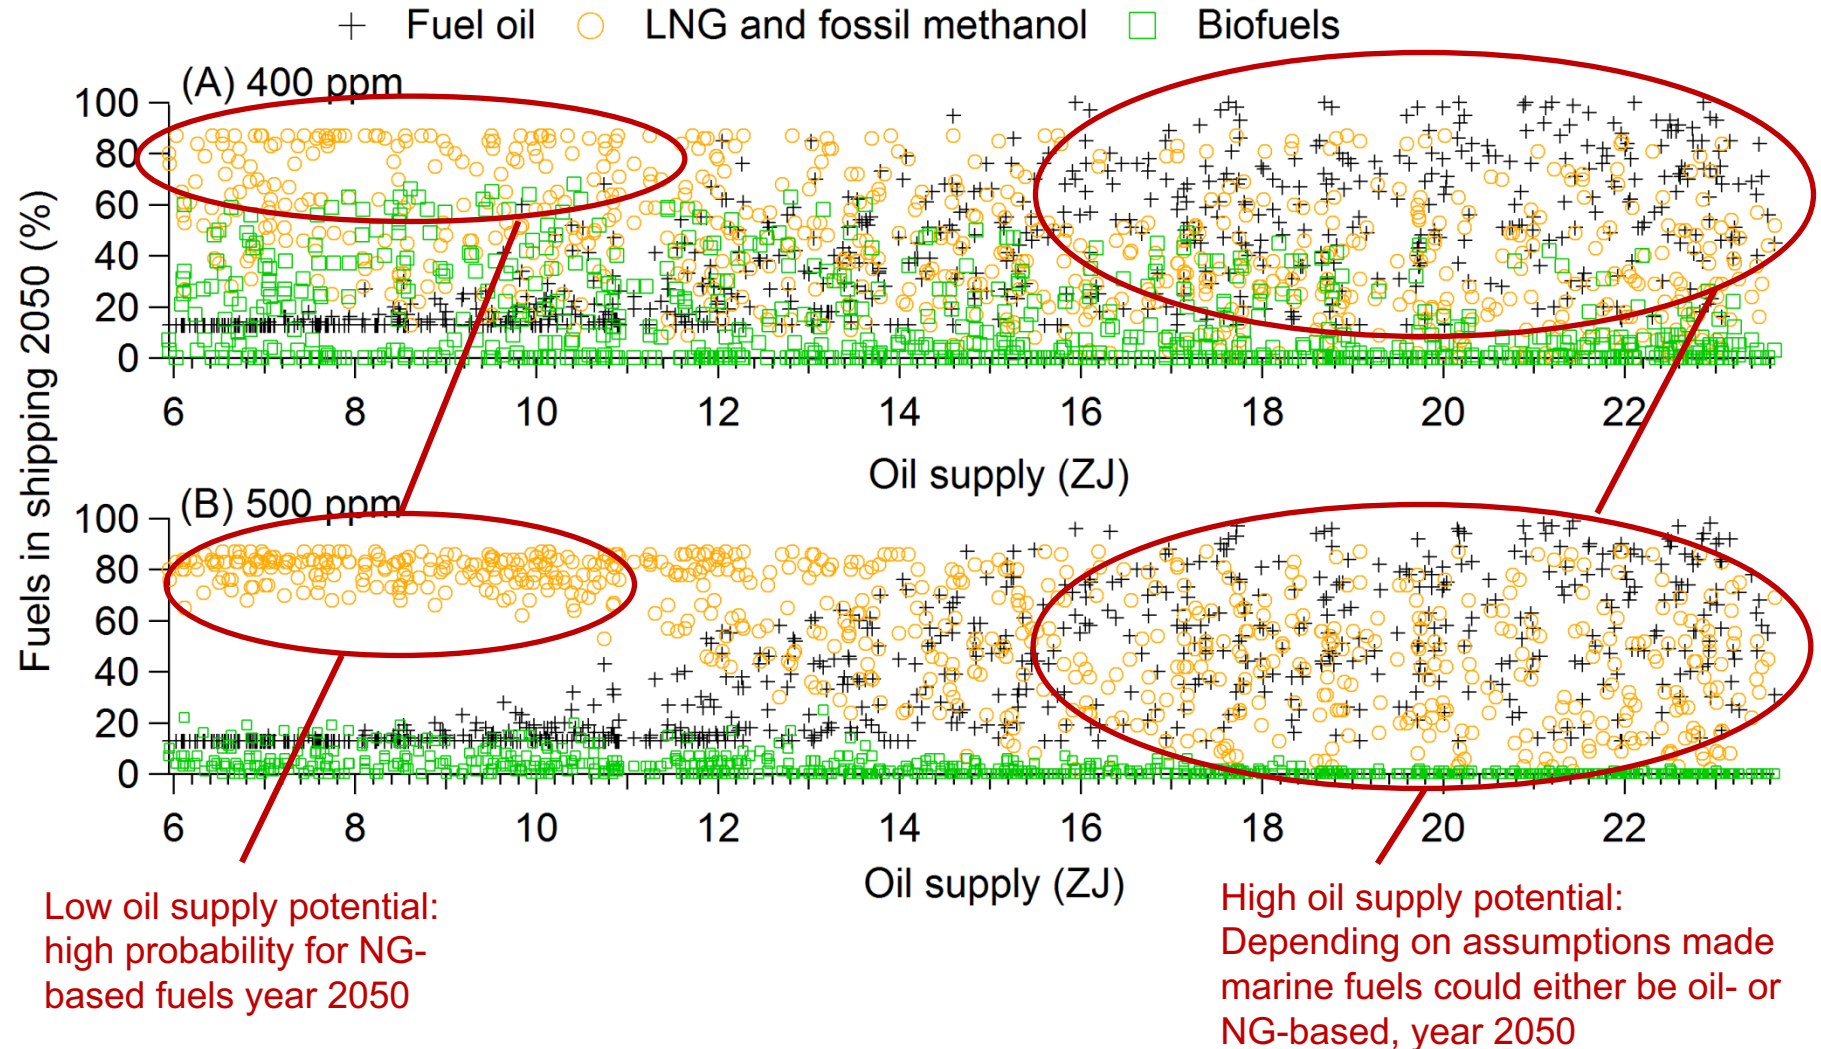 Fuel oil LNG and fossil methanol Biofuels
Fuels in shipping 2050 (%)
(A) 400 ppm
100
80
60
40
20
0
6 8 10 12 14 16 18 20 22
Oil supply (ZJ)
(B) 500 ppm
100
80
60
40
20
0
6 8 10 12 14 16 18 20 22
Oil supply (ZJ)
Low oil supply potential:
high probability for NG-
based fuels year 2050
High oil supply potential:
Depending on assumptions made
marine fuels could either be oil- or
NG-based, year 2050